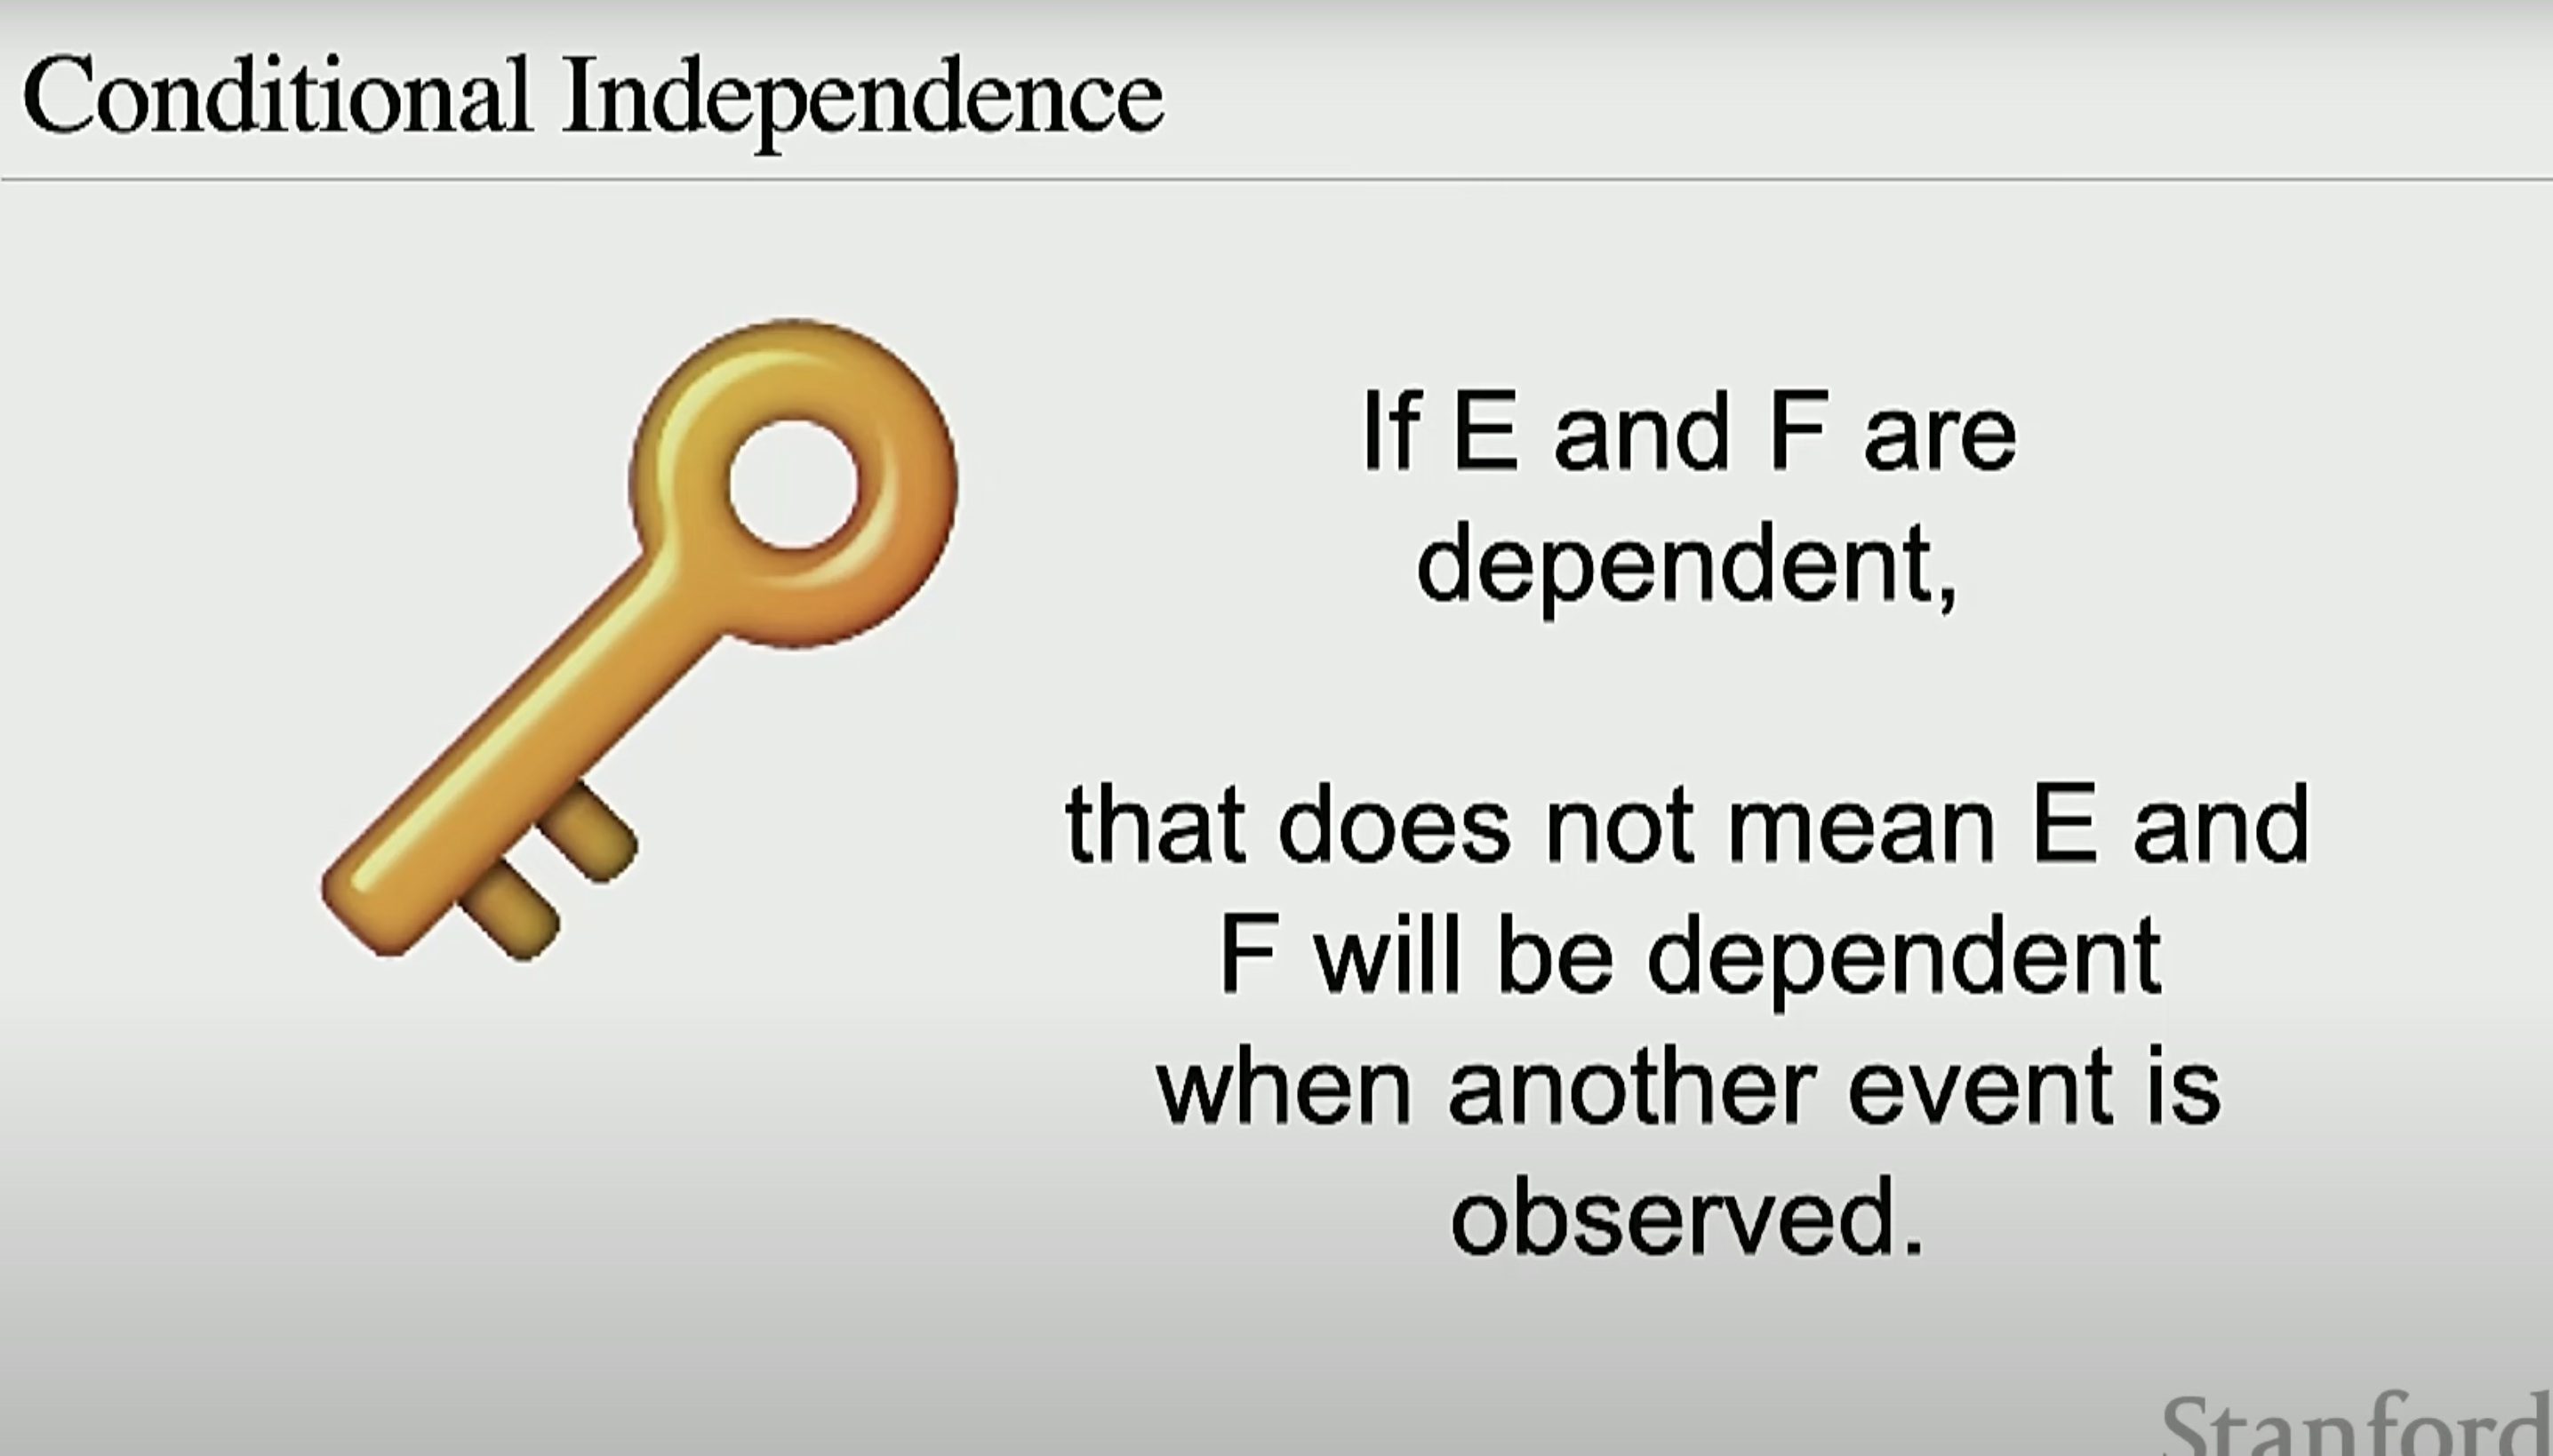 Conditional Independence
If E and F are
dependent,
that does not mean E and
F will be dependent
when another event is
observed.
Stanford